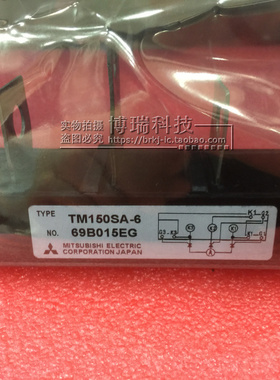 博瑞科技
实物拍摄
盗图必究
https://brkj-ic.taobao.com
TYPE TM150SA-6
NO. 69B015EG
MITSUBISHI ELECTRIC
CORPORATION JAPAN